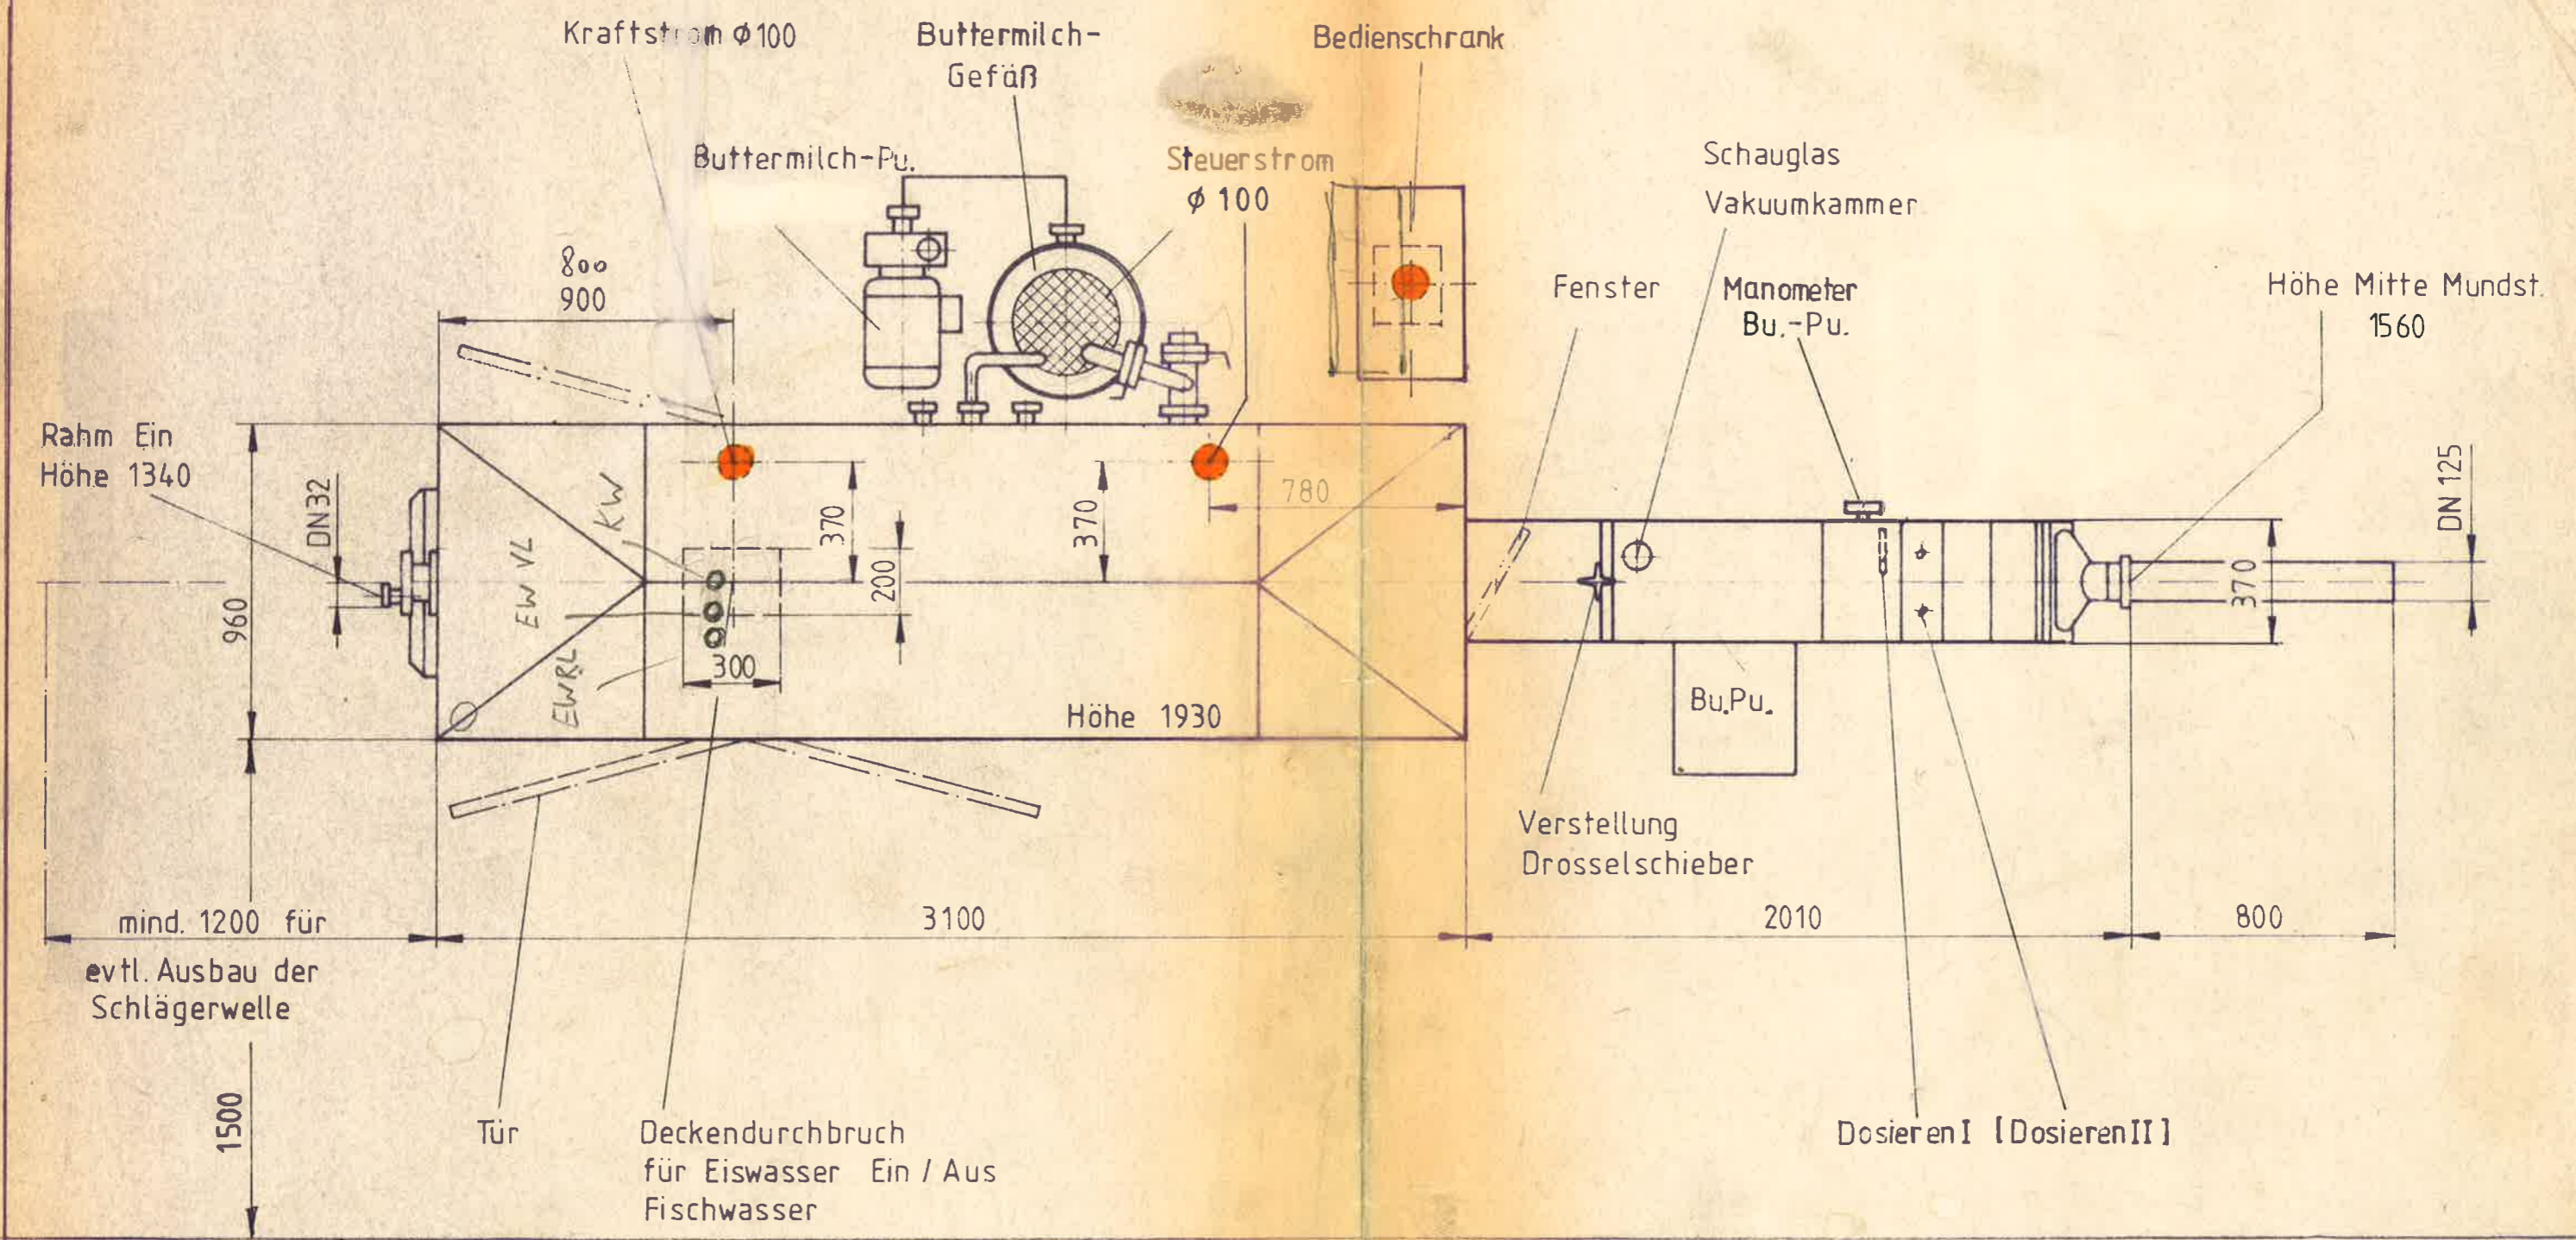 Kraftstrom ϕ100
Buttermilch-
Gefäß
Bedienschrank
Buttermilch-Pu.
Steuerstrom
ϕ 100
Schauglas
Vakuumkammer
800
900
Fenster
Manometer
Bu.-Pu.
Höhe Mitte Mundst.
1560
Rahm Ein
Höhe 1340
DN32
960
EW VL
KW
EWRL
370
200
300
370
780
370
DN 125
Höhe 1930
Bu.Pu.
Verstellung
Drosselschieber
mind. 1200 für
evtl. Ausbau der
Schlägerwelle
3100
2010
800
1500
Tür
Deckendurchbruch
für Eiswasser Ein / Aus
Fischwasser
Dosieren I [Dosieren II]